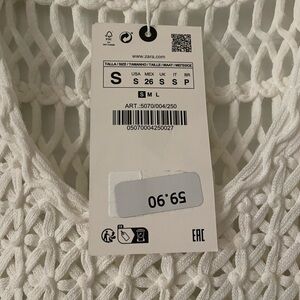 www.zara.com
TALLA / SIZE / TAMANHO / TAILLE / MAAT /
S
USA MEX UK IT BR
S 26 S S P
S M L
ART.:5070/004/250
05070004250027
59.90
EAC